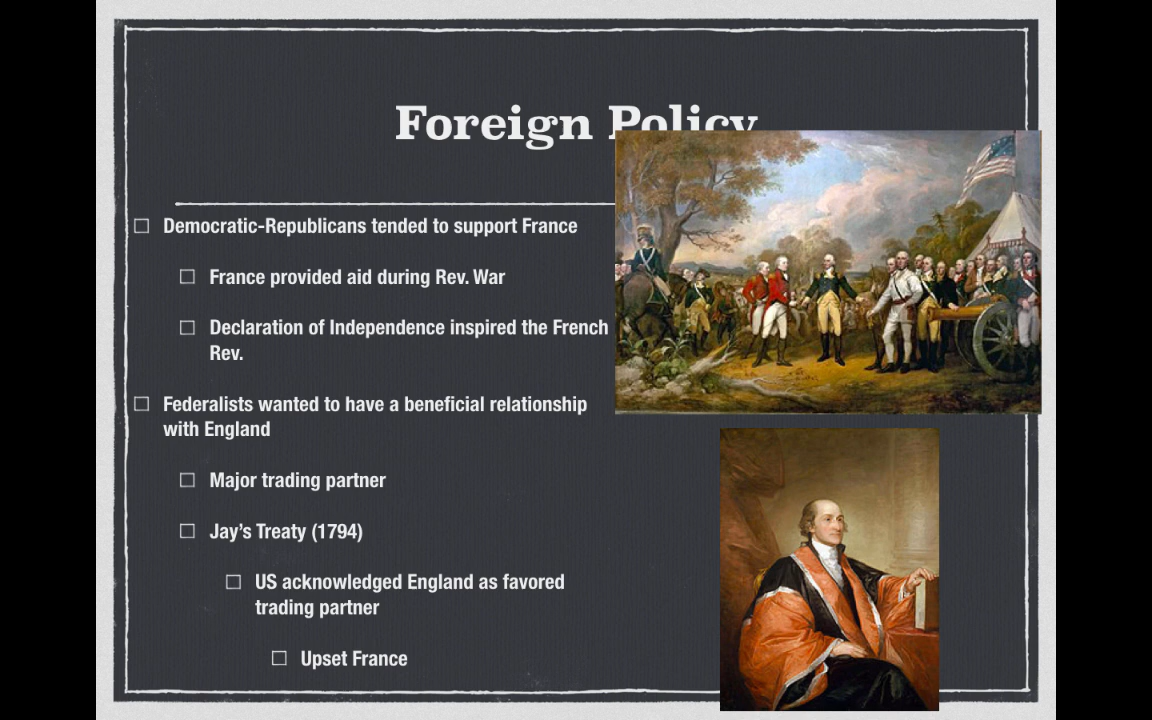 Foreign Policy
Democratic-Republicans tended to support France
France provided aid during Rev. War
Declaration of Independence inspired the French
Rev.
Federalists wanted to have a beneficial relationship
with England
Major trading partner
Jay's Treaty (1794)
US acknowledged England as favored
trading partner
Upset France